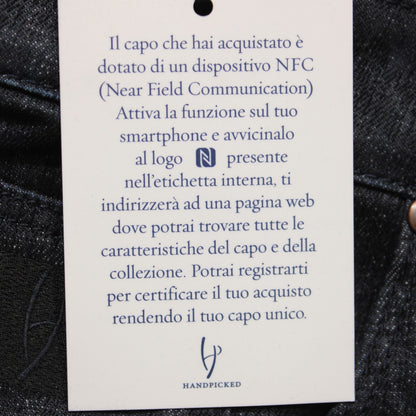 Il capo che hai acquistato è
dotato di un dispositivo NFC
(Near Field Communication)
Attiva la funzione sul tuo
smartphone e avvicinalo
al logo N presente
nell'etichetta interna, ti
indirizzerà ad una pagina web
dove potrai trovare tutte le
caratteristiche del capo e della
collezione. Potrai registrarti
per certificare il tuo acquisto
rendendo il tuo capo unico.
HANDPICKED